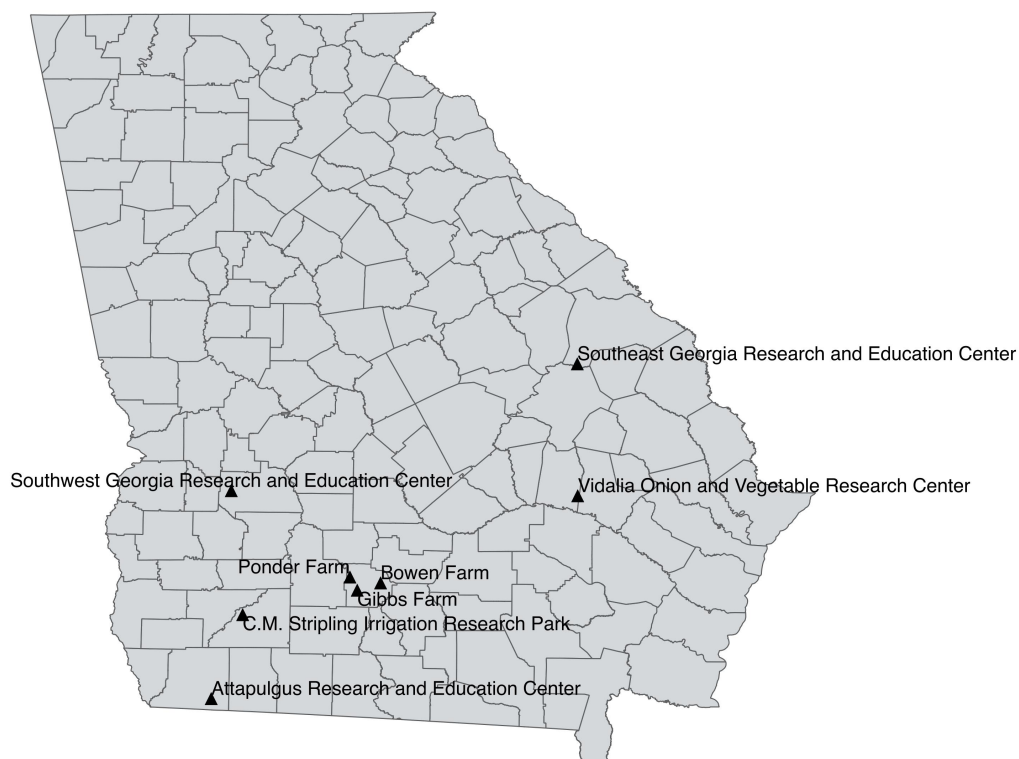 Southeast Georgia Research and Education Center
Southwest Georgia Research and Education Center
Vidalia Onion and Vegetable Research Center
Ponder Farm
Bowen Farm
Gibbs Farm
C.M. Stripling Irrigation Research Park
Attapulgus Research and Education Center